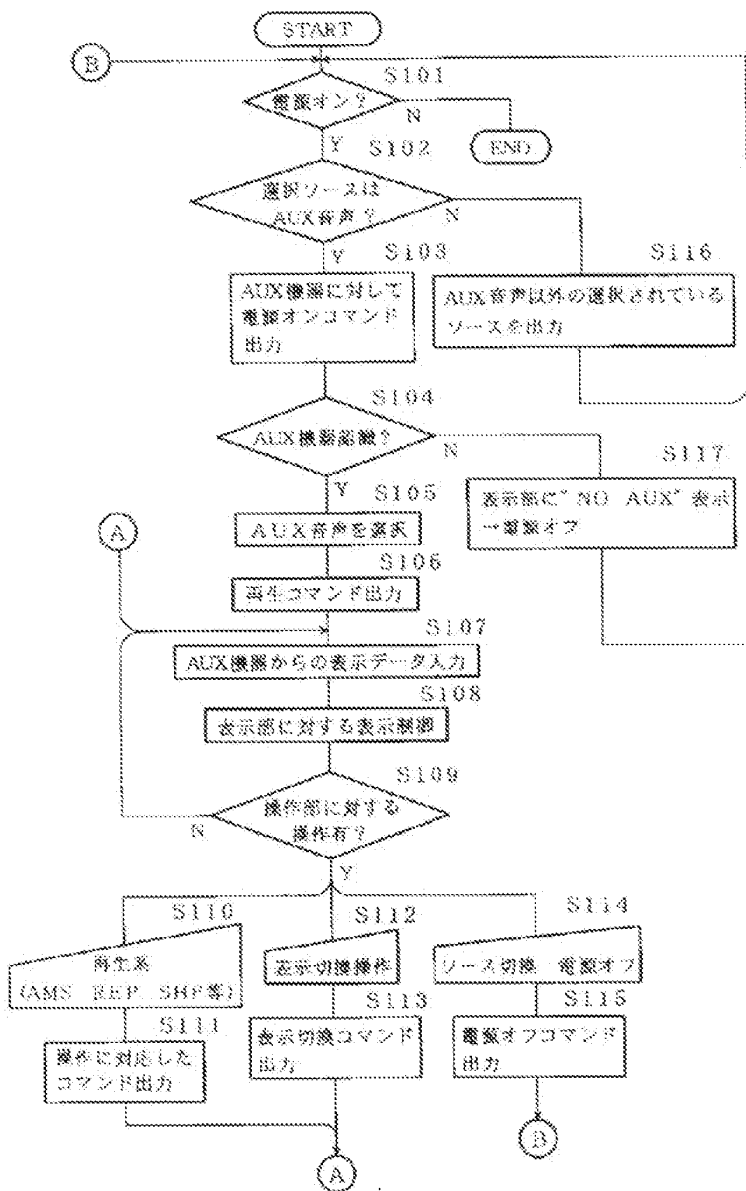 START
B
S101
電源オン?
N
END
Y
S102
選択ソースは
AUX音声?
N
Y
S103
AUX機器に対して
電源オンコマンド
出力
S116
AUX音声以外の選択されている
ソースを出力
S104
AUX機器認識?
N
S117
表示部に"NO AUX"表示
→電源オフ
Y
S105
AUX音声を選択
A
S106
再生コマンド出力
S107
AUX機器からの表示データ入力
S108
表示部に対する表示制御
S109
操作部に対する
操作有?
N
Y
S110
再生系
(AMS REP SHF等)
S111
操作に対応した
コマンド出力
S112
表示切換操作
S113
表示切換コマンド
出力
S114
ソース切換 電源オフ
S115
電源オフコマンド
出力
A
B